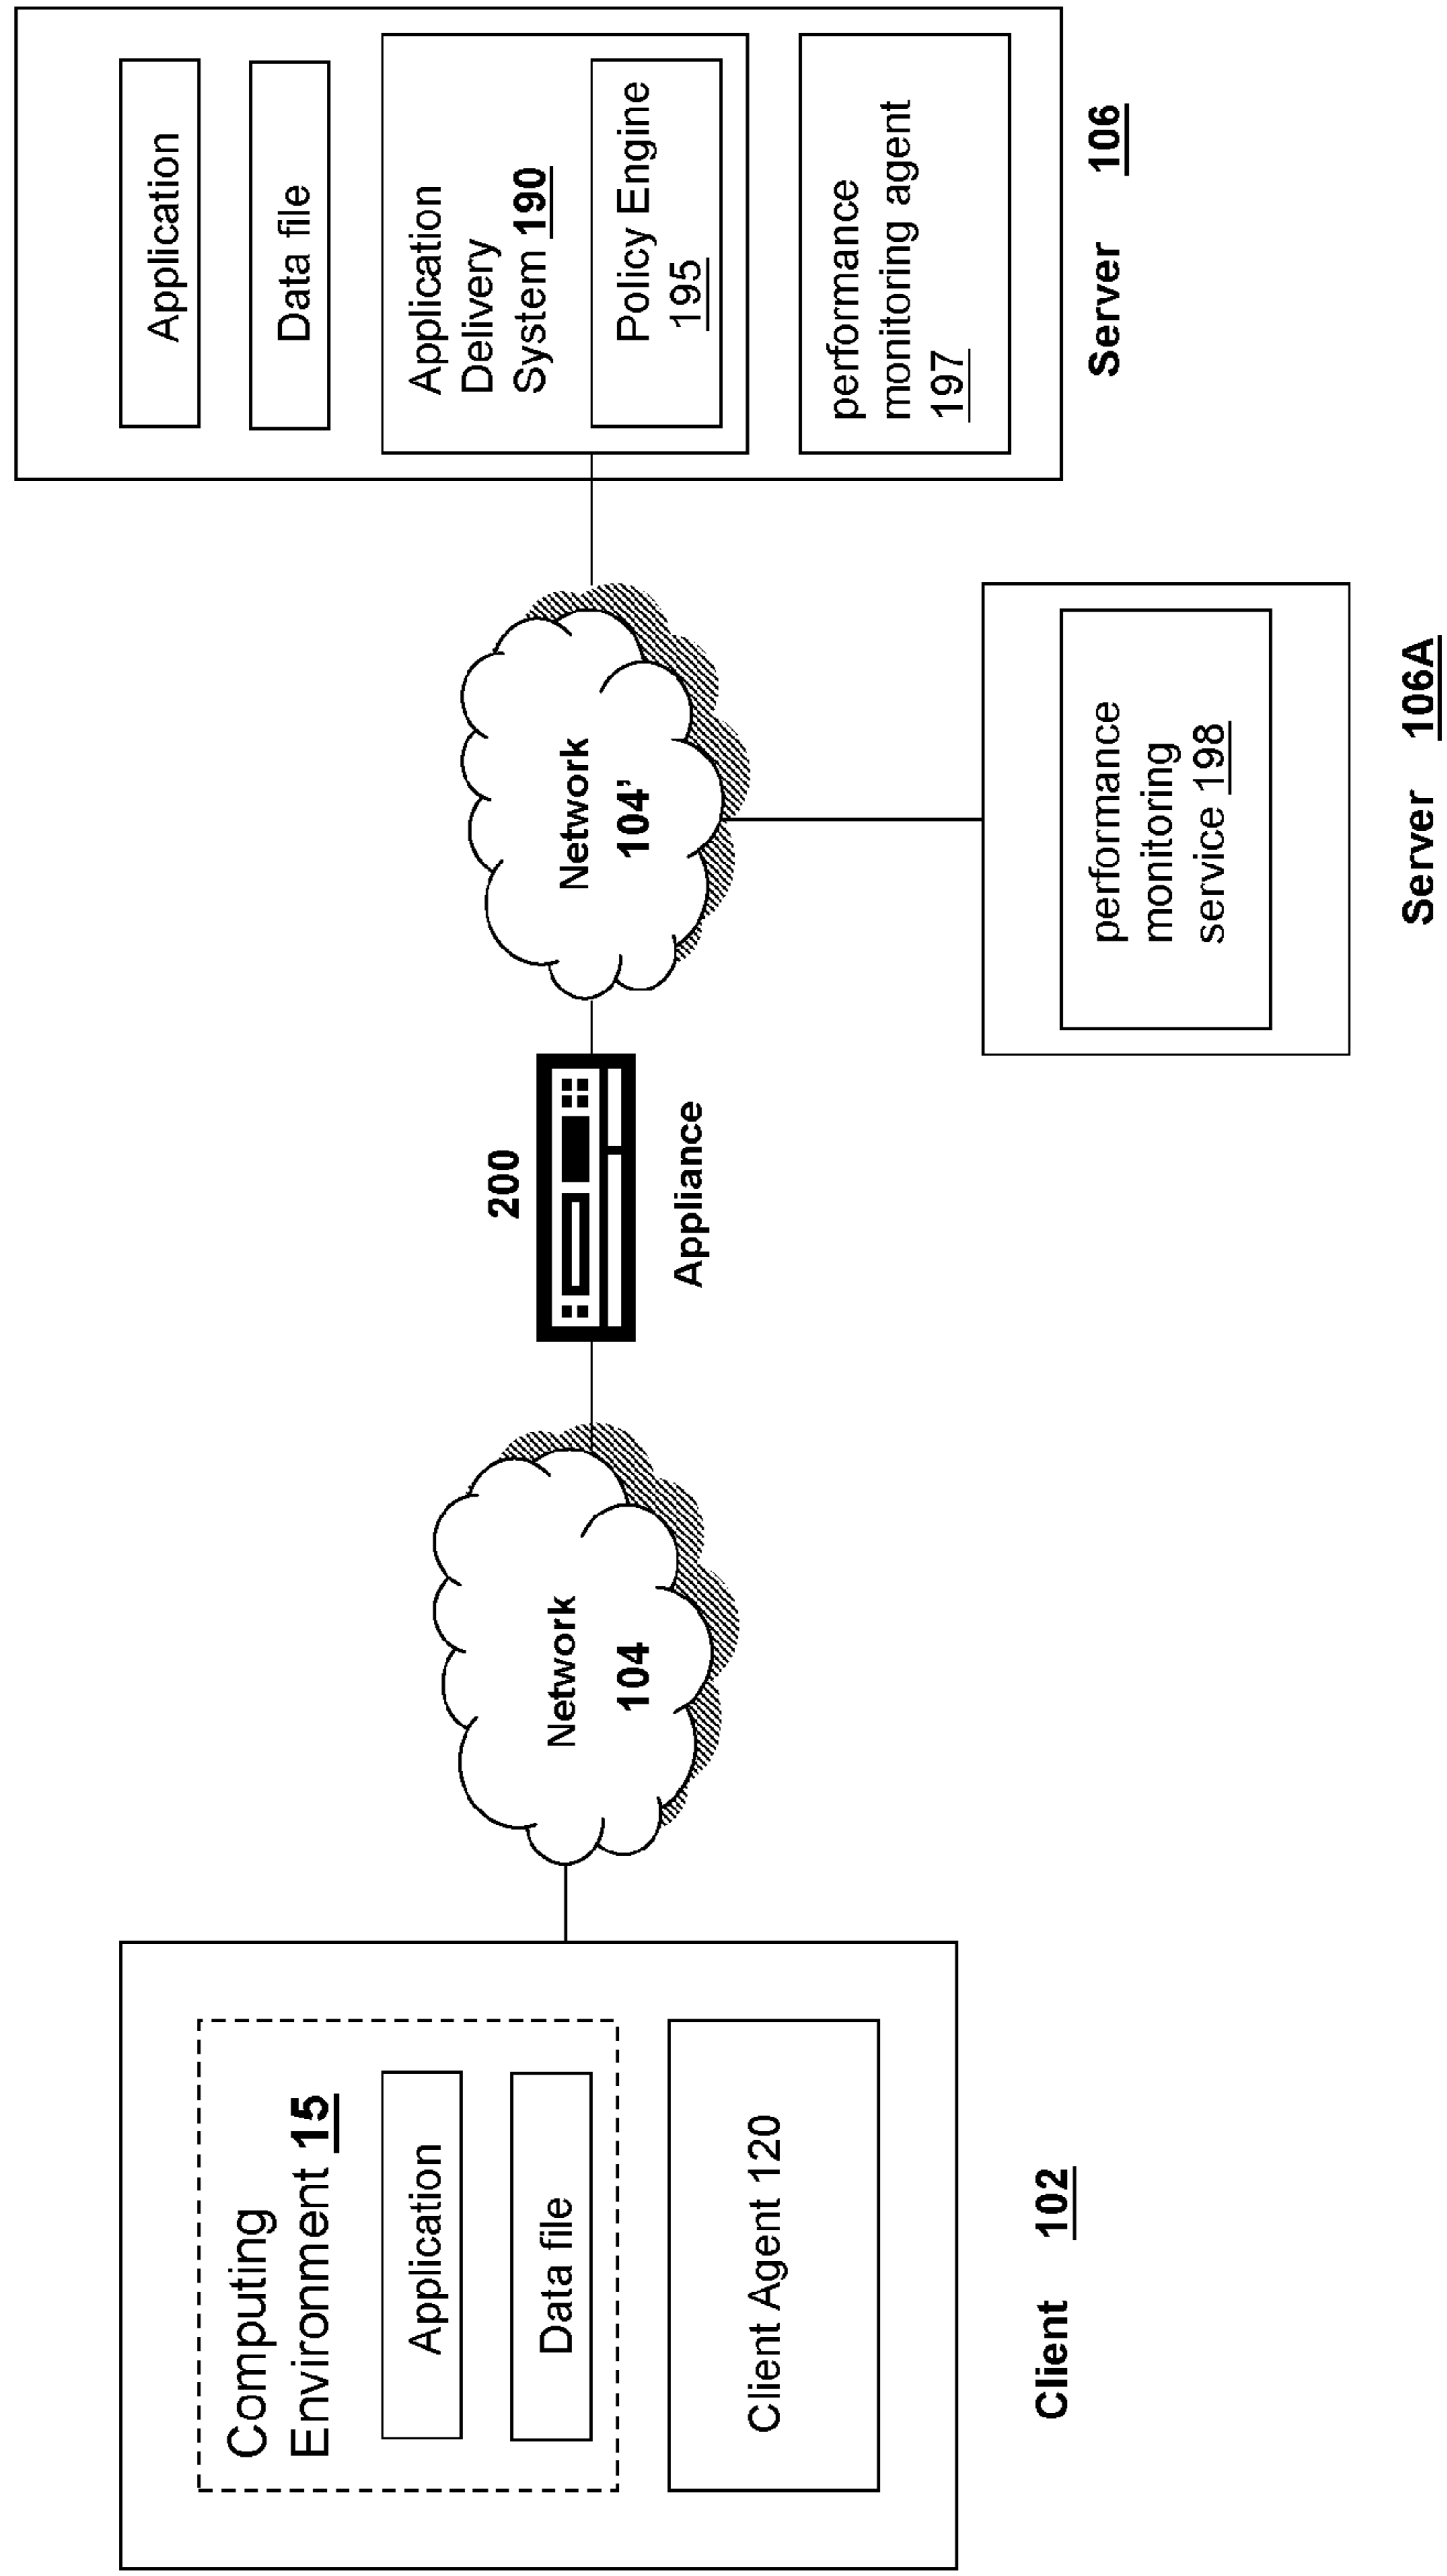 Computing
Environment 15
Application
Data file
Client Agent 120
Client 102
Network
104
200
Appliance
Network
104'
performance
monitoring
service 198
Server 106A
Application
Data file
Application
Delivery
System 190
Policy Engine
195
performance
monitoring agent
197
Server 106